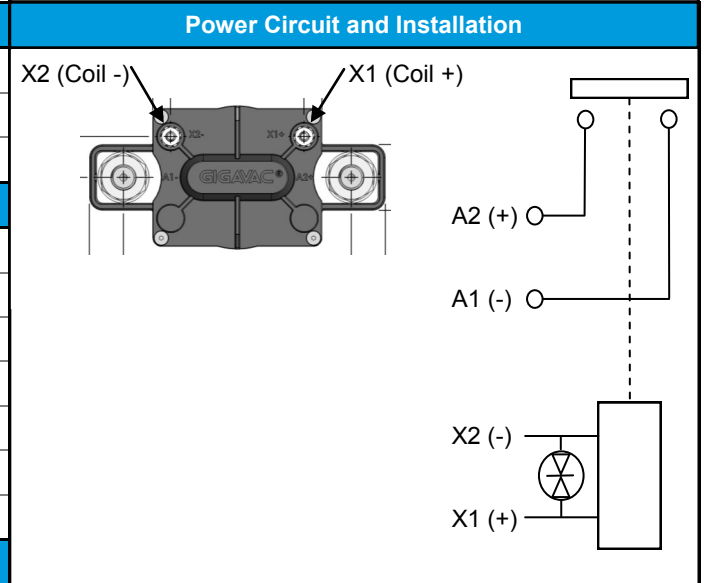 Power Circuit and Installation
X2 (Coil -)
X1 (Coil +)
X2-
X1+
A1-
GIGAVAC®
A2+
A2 (+)
A1 (-)
X2 (-)
X1 (+)